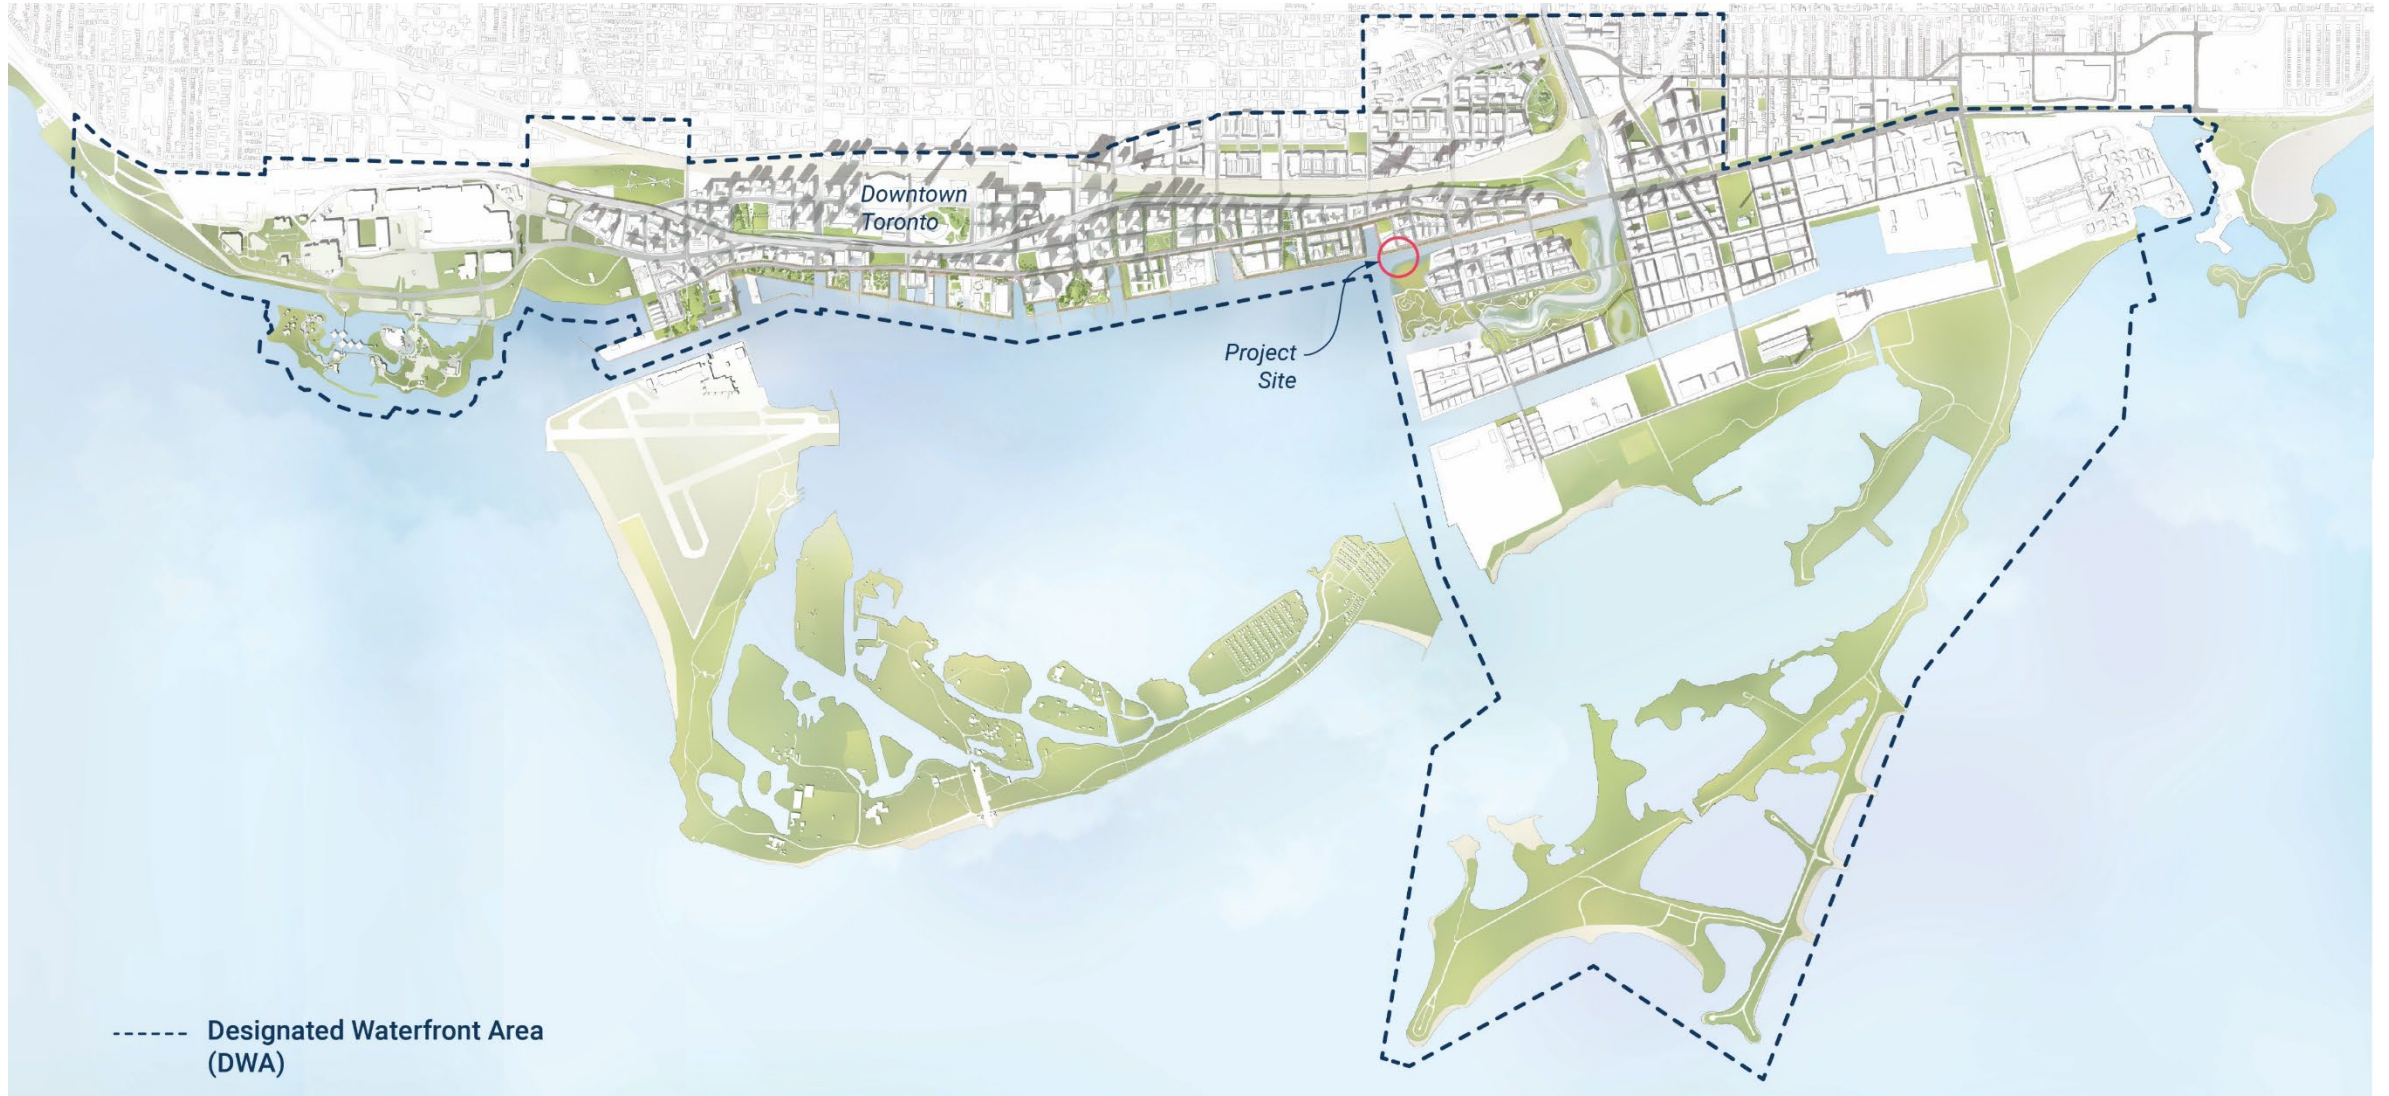 Downtown
Toronto
Project
Site
Designated Waterfront Area
(DWA)